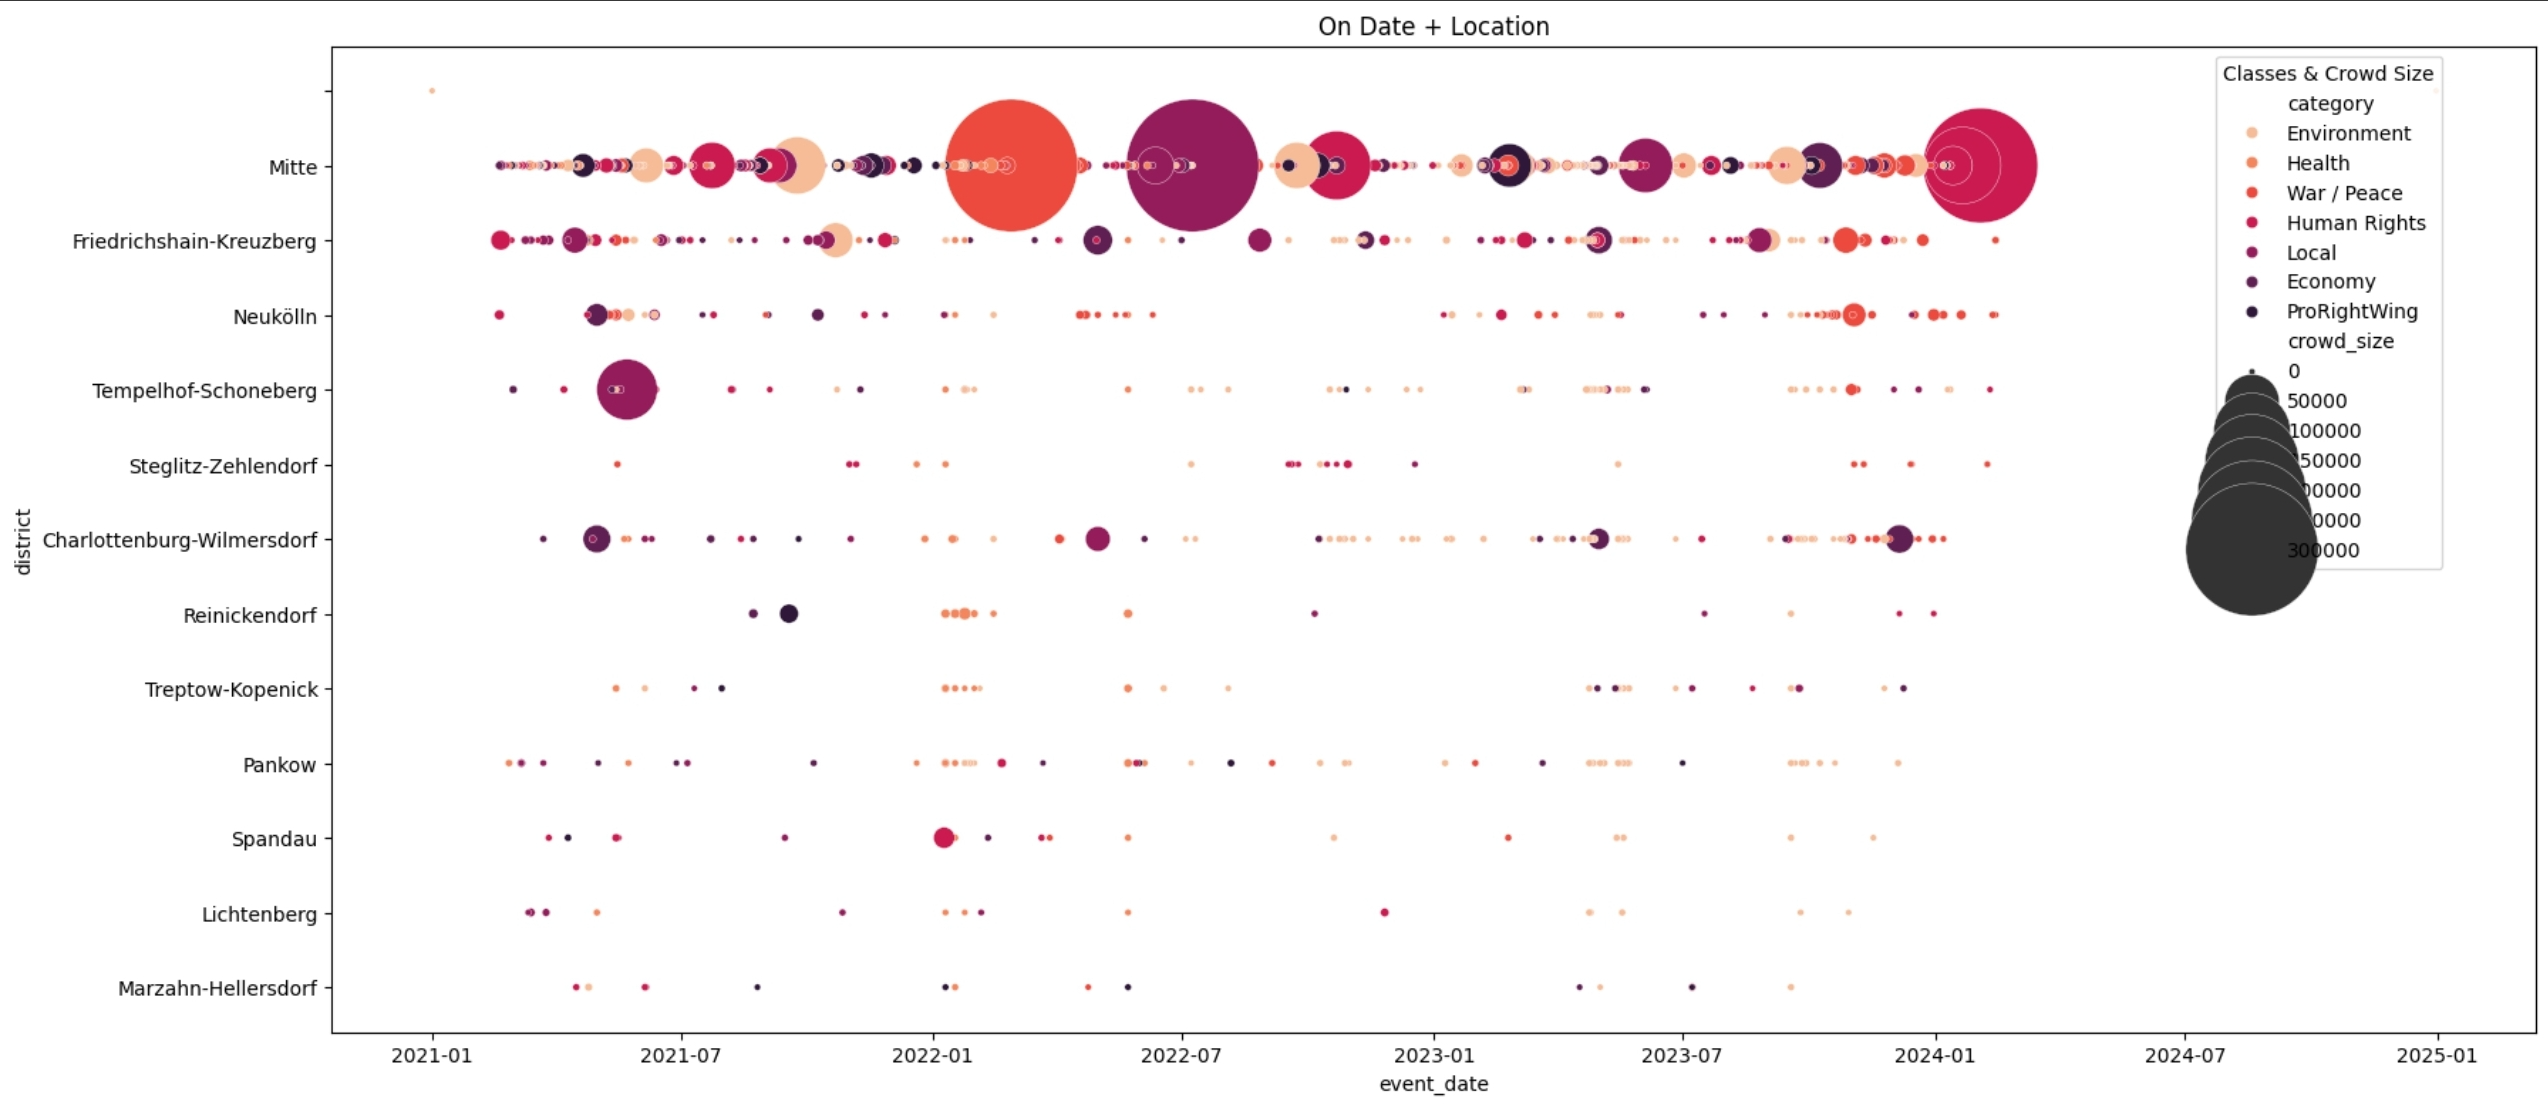 On Date + Location
Classes & Crowd Size
category
Environment
Health
War / Peace
Human Rights
Local
Economy
ProRightWing
crowd_size
0
50000
100000
50000
0000
0000
300000
district
Mitte
Friedrichshain-Kreuzberg
Neukölln
Tempelhof-Schoneberg
Steglitz-Zehlendorf
Charlottenburg-Wilmersdorf
Reinickendorf
Treptow-Kopenick
Pankow
Spandau
Lichtenberg
Marzahn-Hellersdorf
2021-01 2021-07 2022-01 2022-07 2023-01 2023-07 2024-01 2024-07 2025-01
event_date